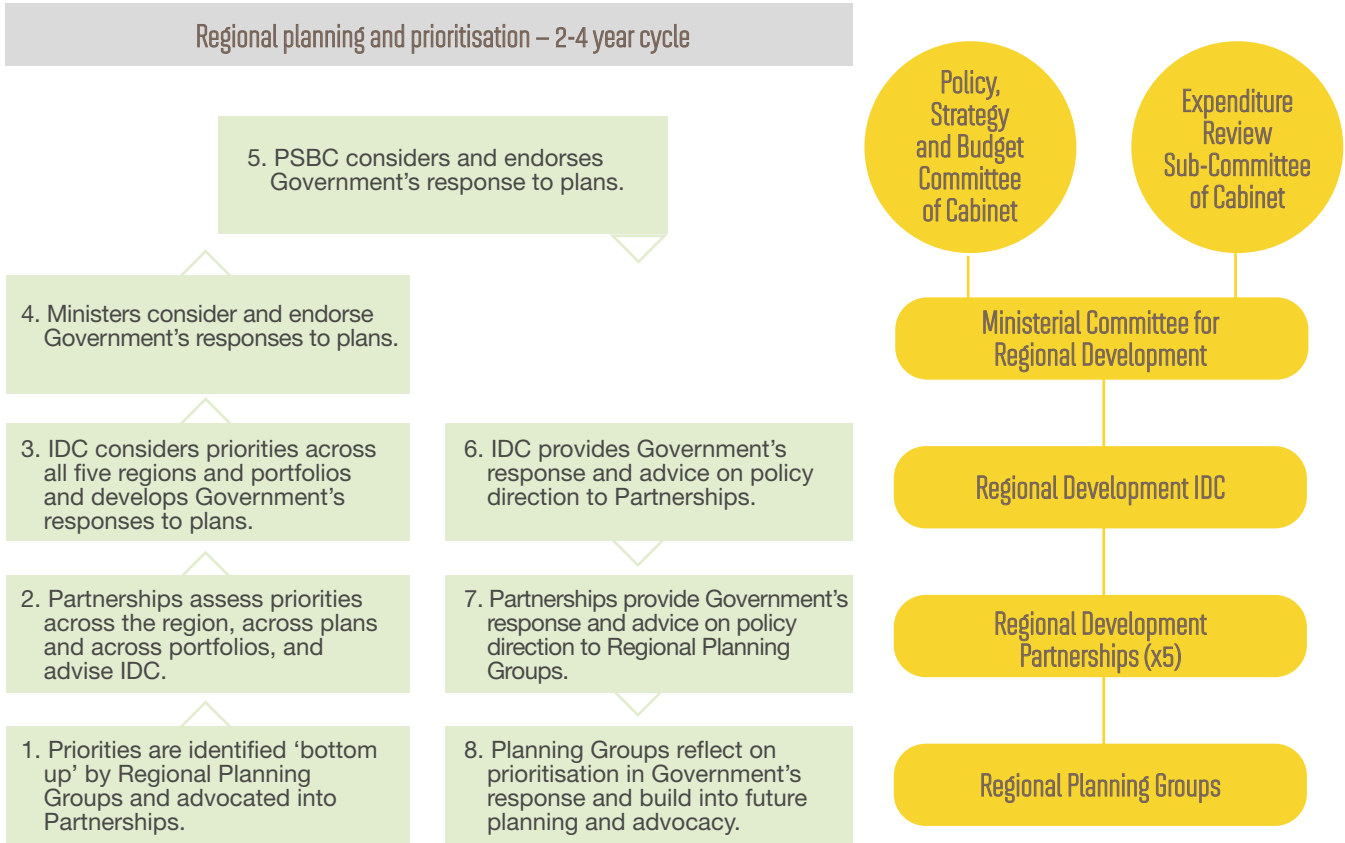 Regional planning and prioritisation – 2-4 year cycle
5. PSBC considers and endorses
Government’s response to plans.
4. Ministers consider and endorse
Government’s responses to plans.
3. IDC considers priorities across
all five regions and portfolios
and develops Government’s
responses to plans.
2. Partnerships assess priorities
across the region, across plans
and across portfolios, and
advise IDC.
1. Priorities are identified ‘bottom
up’ by Regional Planning
Groups and advocated into
Partnerships.
6. IDC provides Government’s
response and advice on policy
direction to Partnerships.
7. Partnerships provide Government’s
response and advice on policy
direction to Regional Planning
Groups.
8. Planning Groups reflect on
prioritisation in Government’s
response and build into future
planning and advocacy.
Policy,
Strategy
and Budget
Committee
of Cabinet
Expenditure
Review
Sub-Committee
of Cabinet
Ministerial Committee for
Regional Development
Regional Development IDC
Regional Development
Partnerships (x5)
Regional Planning Groups